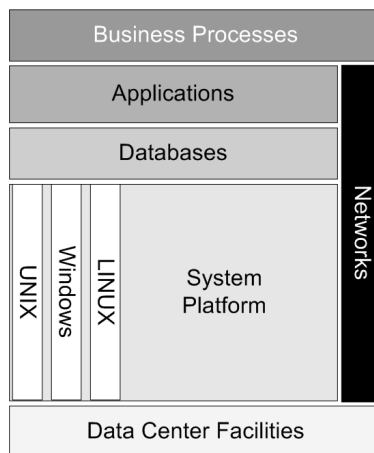 Business Processes
Applications
Databases
Networks
UNIX
Windows
LINUX
System
Platform
Data Center Facilities